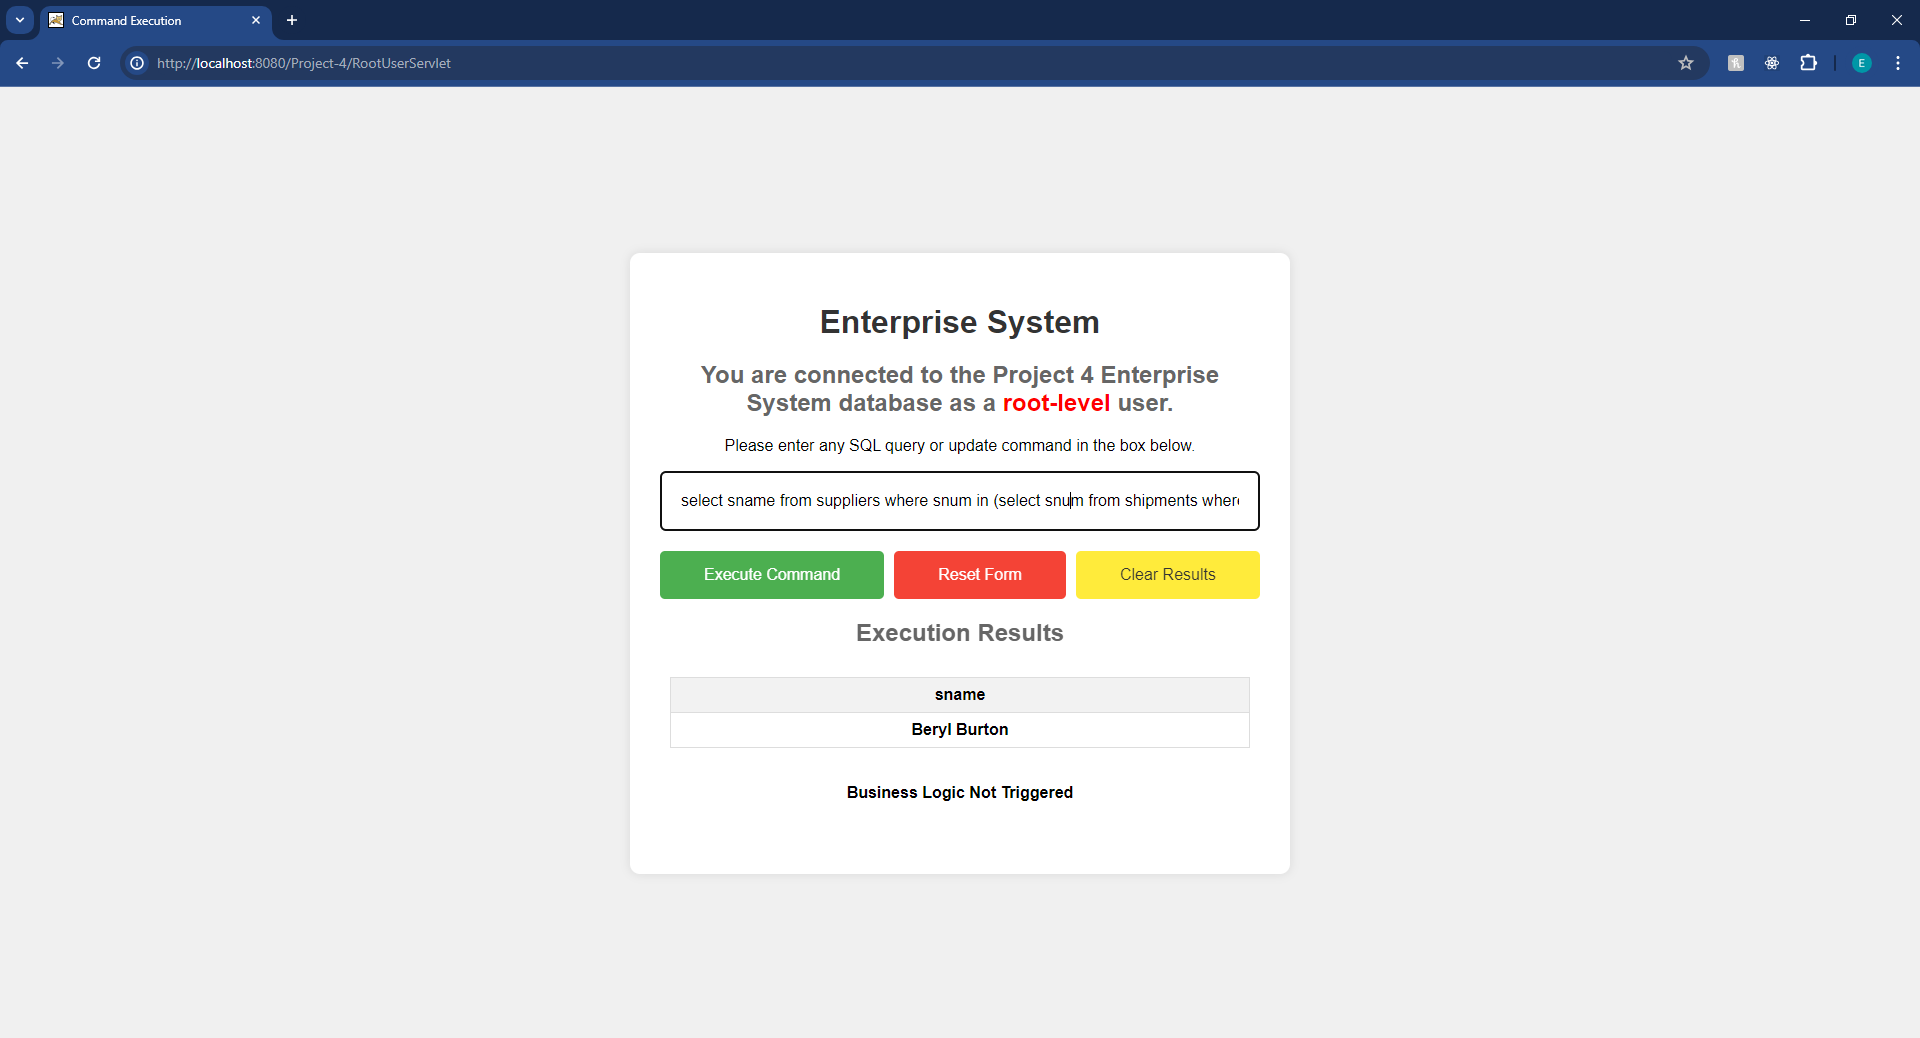 Command Execution
http://localhost:8080/Project-4/RootUserServlet
E
Enterprise System
You are connected to the Project 4 Enterprise
System database as a root-level user.
Please enter any SQL query or update command in the box below.
select sname from suppliers where snum in (select snum from shipments where
Execute Command
Reset Form
Clear Results
Execution Results
sname
Beryl Burton
Business Logic Not Triggered